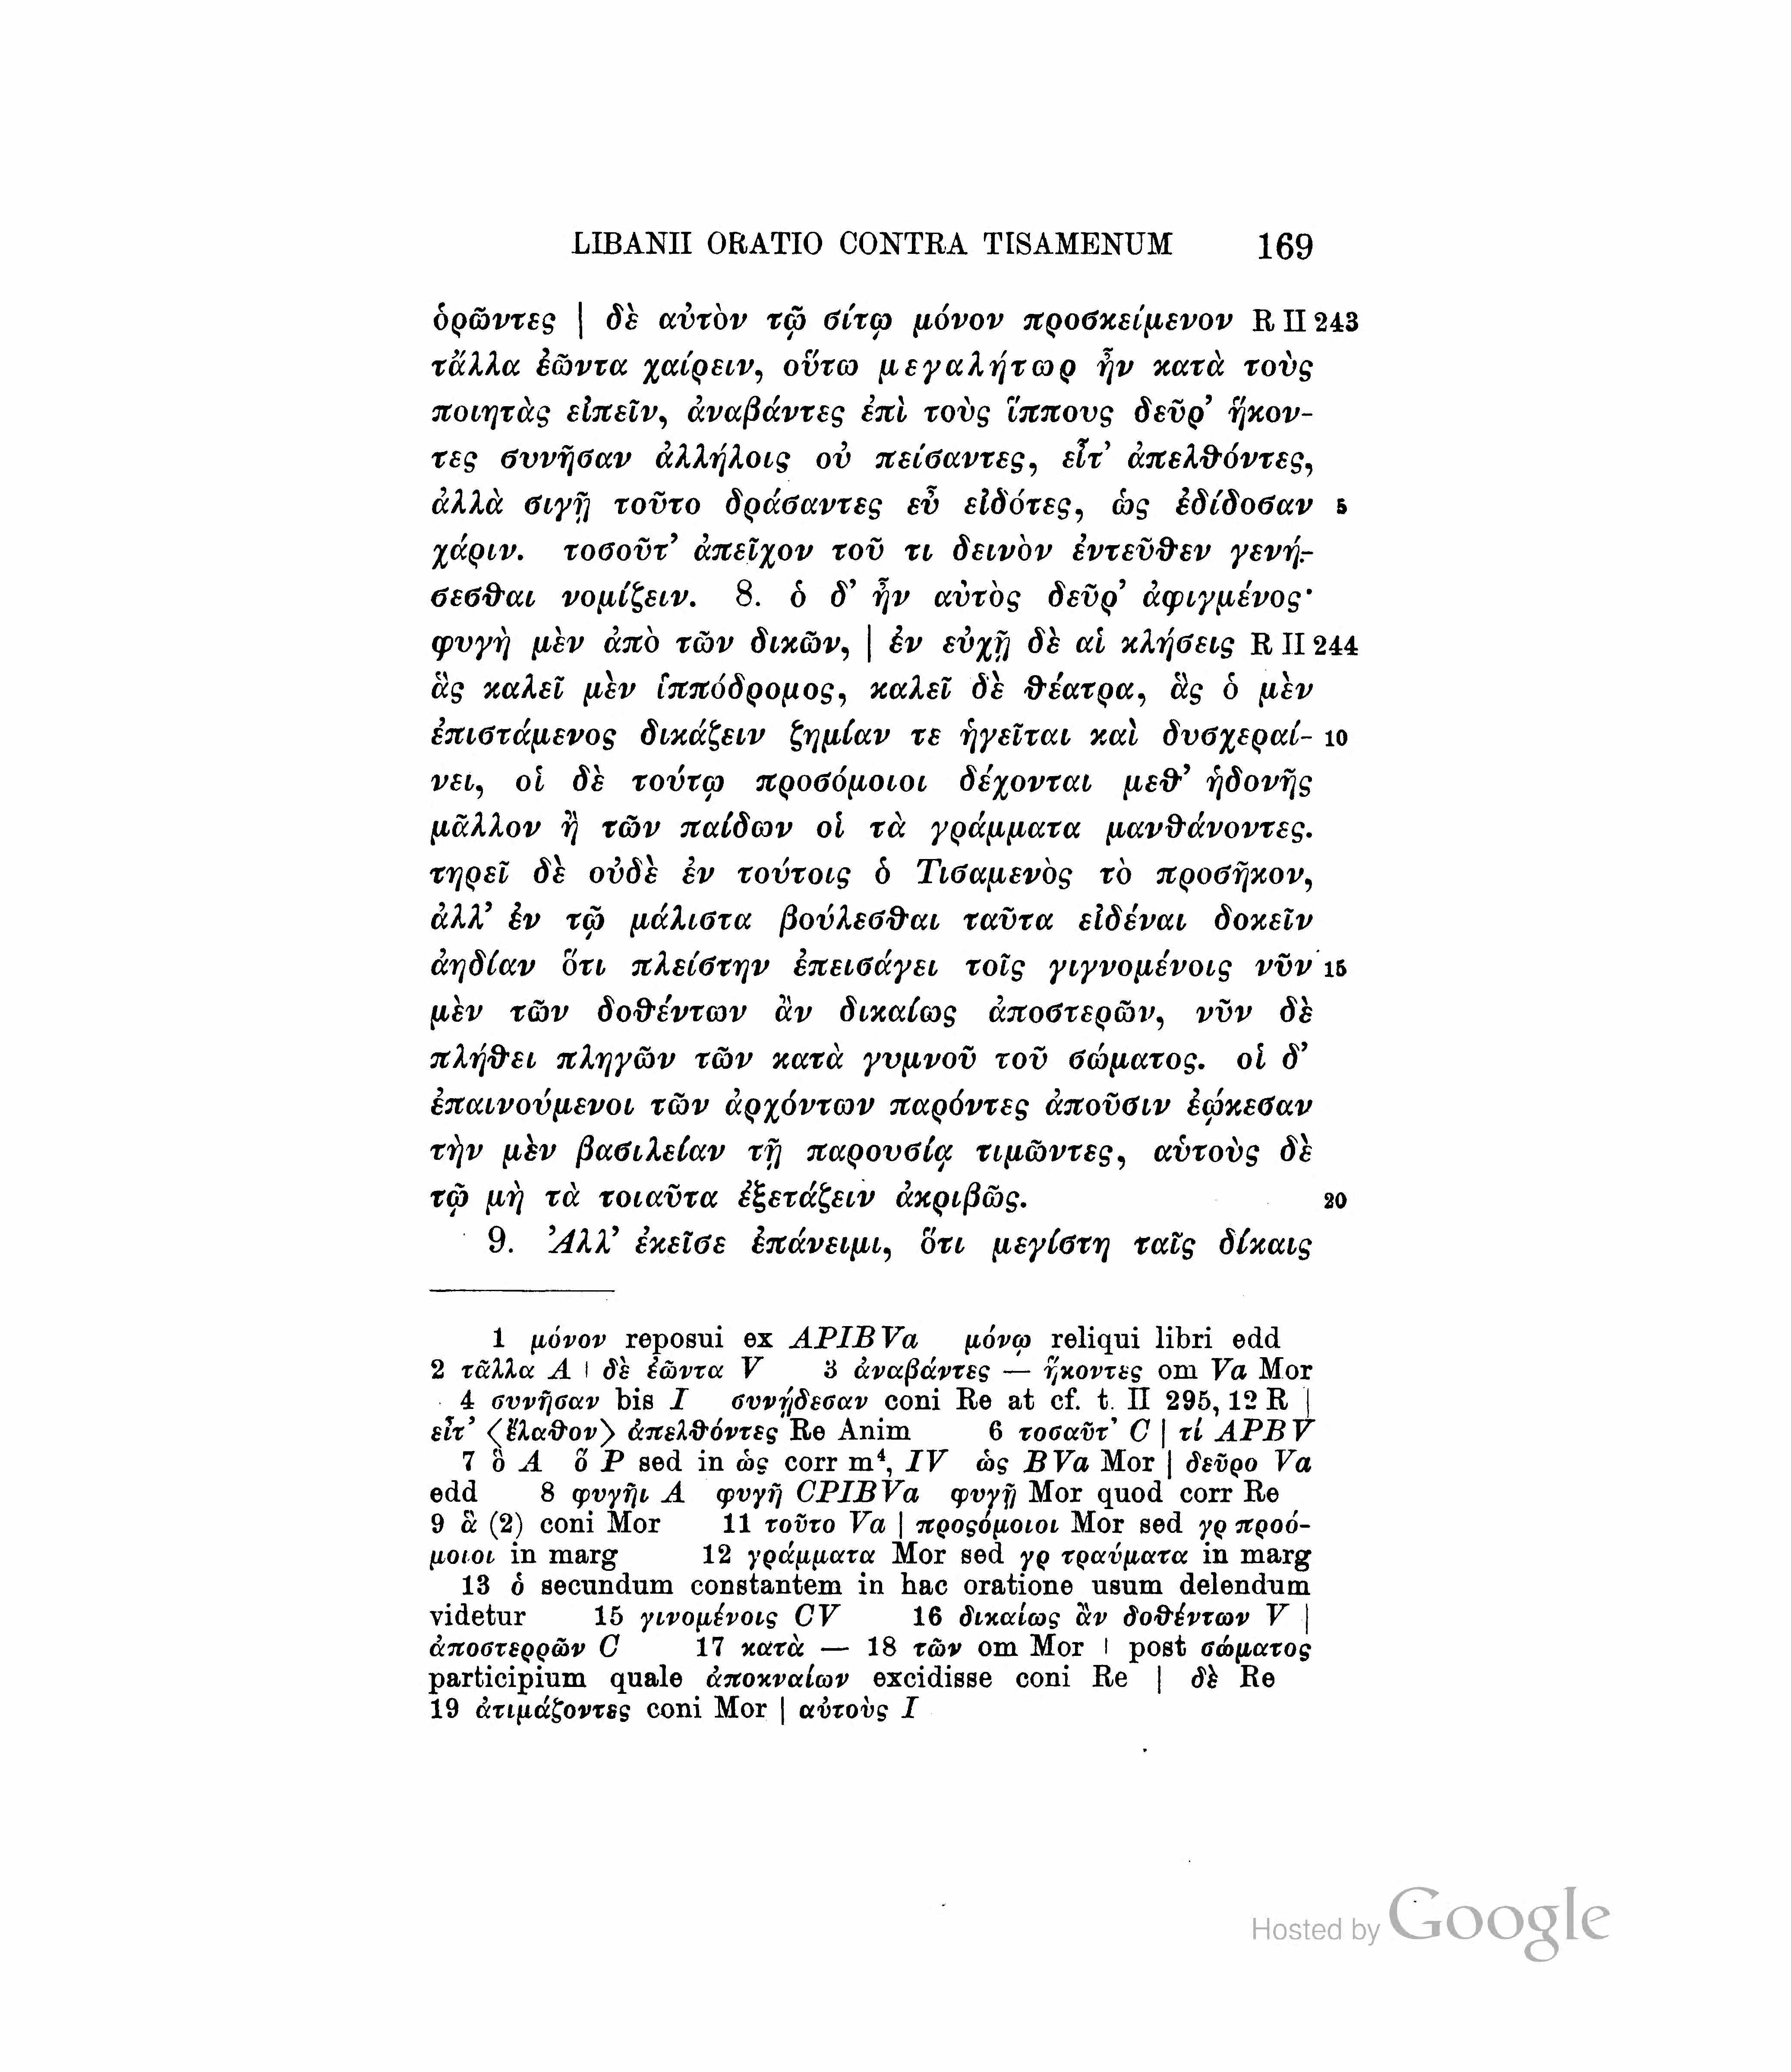 LIBANII ORATIO CONTRA TISAMENUM 169
ὁρῶντες | δὲ αὐτὸν τῷ σίτῳ μόνον προσκείμενον R II 243
τἄλλα ἐῶντα χαίρειν, οὕτω μεγαλήτωρ ἦν κατὰ τοὺς
ποιητὰς εἰπεῖν, ἀναβάντες ἐπὶ τοὺς ἵππους δεῦρ’ ἥκον-
τες συνῆσαν ἀλλήλοις οὐ πείσαντες, εἶτ’ ἀπελθόντες,
ἀλλὰ σιγῇ τοῦτο δράσαντες εὖ εἰδότες, ὡς ἐδίδοσαν 5
χάριν. τοσοῦτ’ ἀπεῖχον τοῦ τι δεινὸν ἐντεῦθεν γενή-
σεσθαι νομίζειν. 8. ὁ δ’ ἦν αὐτὸς δεῦρ’ ἀφιγμένος·
φυγὴ μὲν ἀπὸ τῶν δικῶν, | ἐν εὐχῇ δὲ αἱ κλήσεις R II 244
ἃς καλεῖ μὲν ἱππόδρομος, καλεῖ δὲ θέατρα, ἃς ὁ μὲν
ἐπιστάμενος δικάζειν ζημίαν τε ἡγεῖται καὶ δυσχεραί- 10
νει, οἱ δὲ τούτῳ προσόμοιοι δέχονται μεθ’ ἡδονῆς
μᾶλλον ἢ τῶν παίδων οἱ τὰ γράμματα μανθάνοντες.
τηρεῖ δὲ οὐδὲ ἐν τούτοις ὁ Τισαμενὸς τὸ προσῆκον,
ἀλλ’ ἐν τῷ μάλιστα βούλεσθαι ταῦτα εἰδέναι δοκεῖν
ἀηδίαν ὅτι πλείστην ἐπεισάγει τοῖς γιγνομένοις νῦν 15
μὲν τῶν δοθέντων ἂν δικαίως ἀποστερῶν, νῦν δὲ
πλήθει πληγῶν τῶν κατὰ γυμνοῦ τοῦ σώματος. οἱ δ’
ἐπαινούμενοι τῶν ἀρχόντων παρόντες ἀποῦσιν ἐῴκεσαν
τὴν μὲν βασιλείαν τῇ παρουσίᾳ τιμῶντες, αὑτοὺς δὲ
τῷ μὴ τὰ τοιαῦτα ἐξετάζειν ἀκριβῶς. 20
9. Ἀλλ’ ἐκεῖσε ἐπάνειμι, ὅτι μεγίστη ταῖς δίκαις
1 μόνον reposui ex APIBVa μόνῳ reliqui libri edd
2 τᾶλλα A | δὲ ἐῶντα V 3 ἀναβάντες — ἥκοντες om Va Mor
4 συνῆσαν bis I συνῄδεσαν coni Re at cf. t. II 295, 12 R |
εἶτ’ ⟨ἔλαθον⟩ ἀπελθόντες Re Anim 6 τοσαῦτ’ C | τί APBV
7 ὃ A ὅ P sed in ὡς corr m⁴, IV ὡς BVa Mor | δεῦρο Va
edd 8 φυγῆι A φυγῆ CPIBVa φυγῇ Mor quod corr Re
9 ἃ (2) coni Mor 11 τοῦτο Va | προςόμοιοι Mor sed γρ προό-
μοιοι in marg 12 γράμματα Mor sed γρ τραύματα in marg
13 ὁ secundum constantem in hac oratione usum delendum
videtur 15 γινομένοις CV 16 δικαίως ἂν δοθέντων V |
ἀποστερρῶν C 17 κατὰ — 18 τῶν om Mor | post σώματος
participium quale ἀποκναίων excidisse coni Re | δὲ Re
19 ἀτιμάζοντες coni Mor | αὐτοὺς I
Hosted by Google